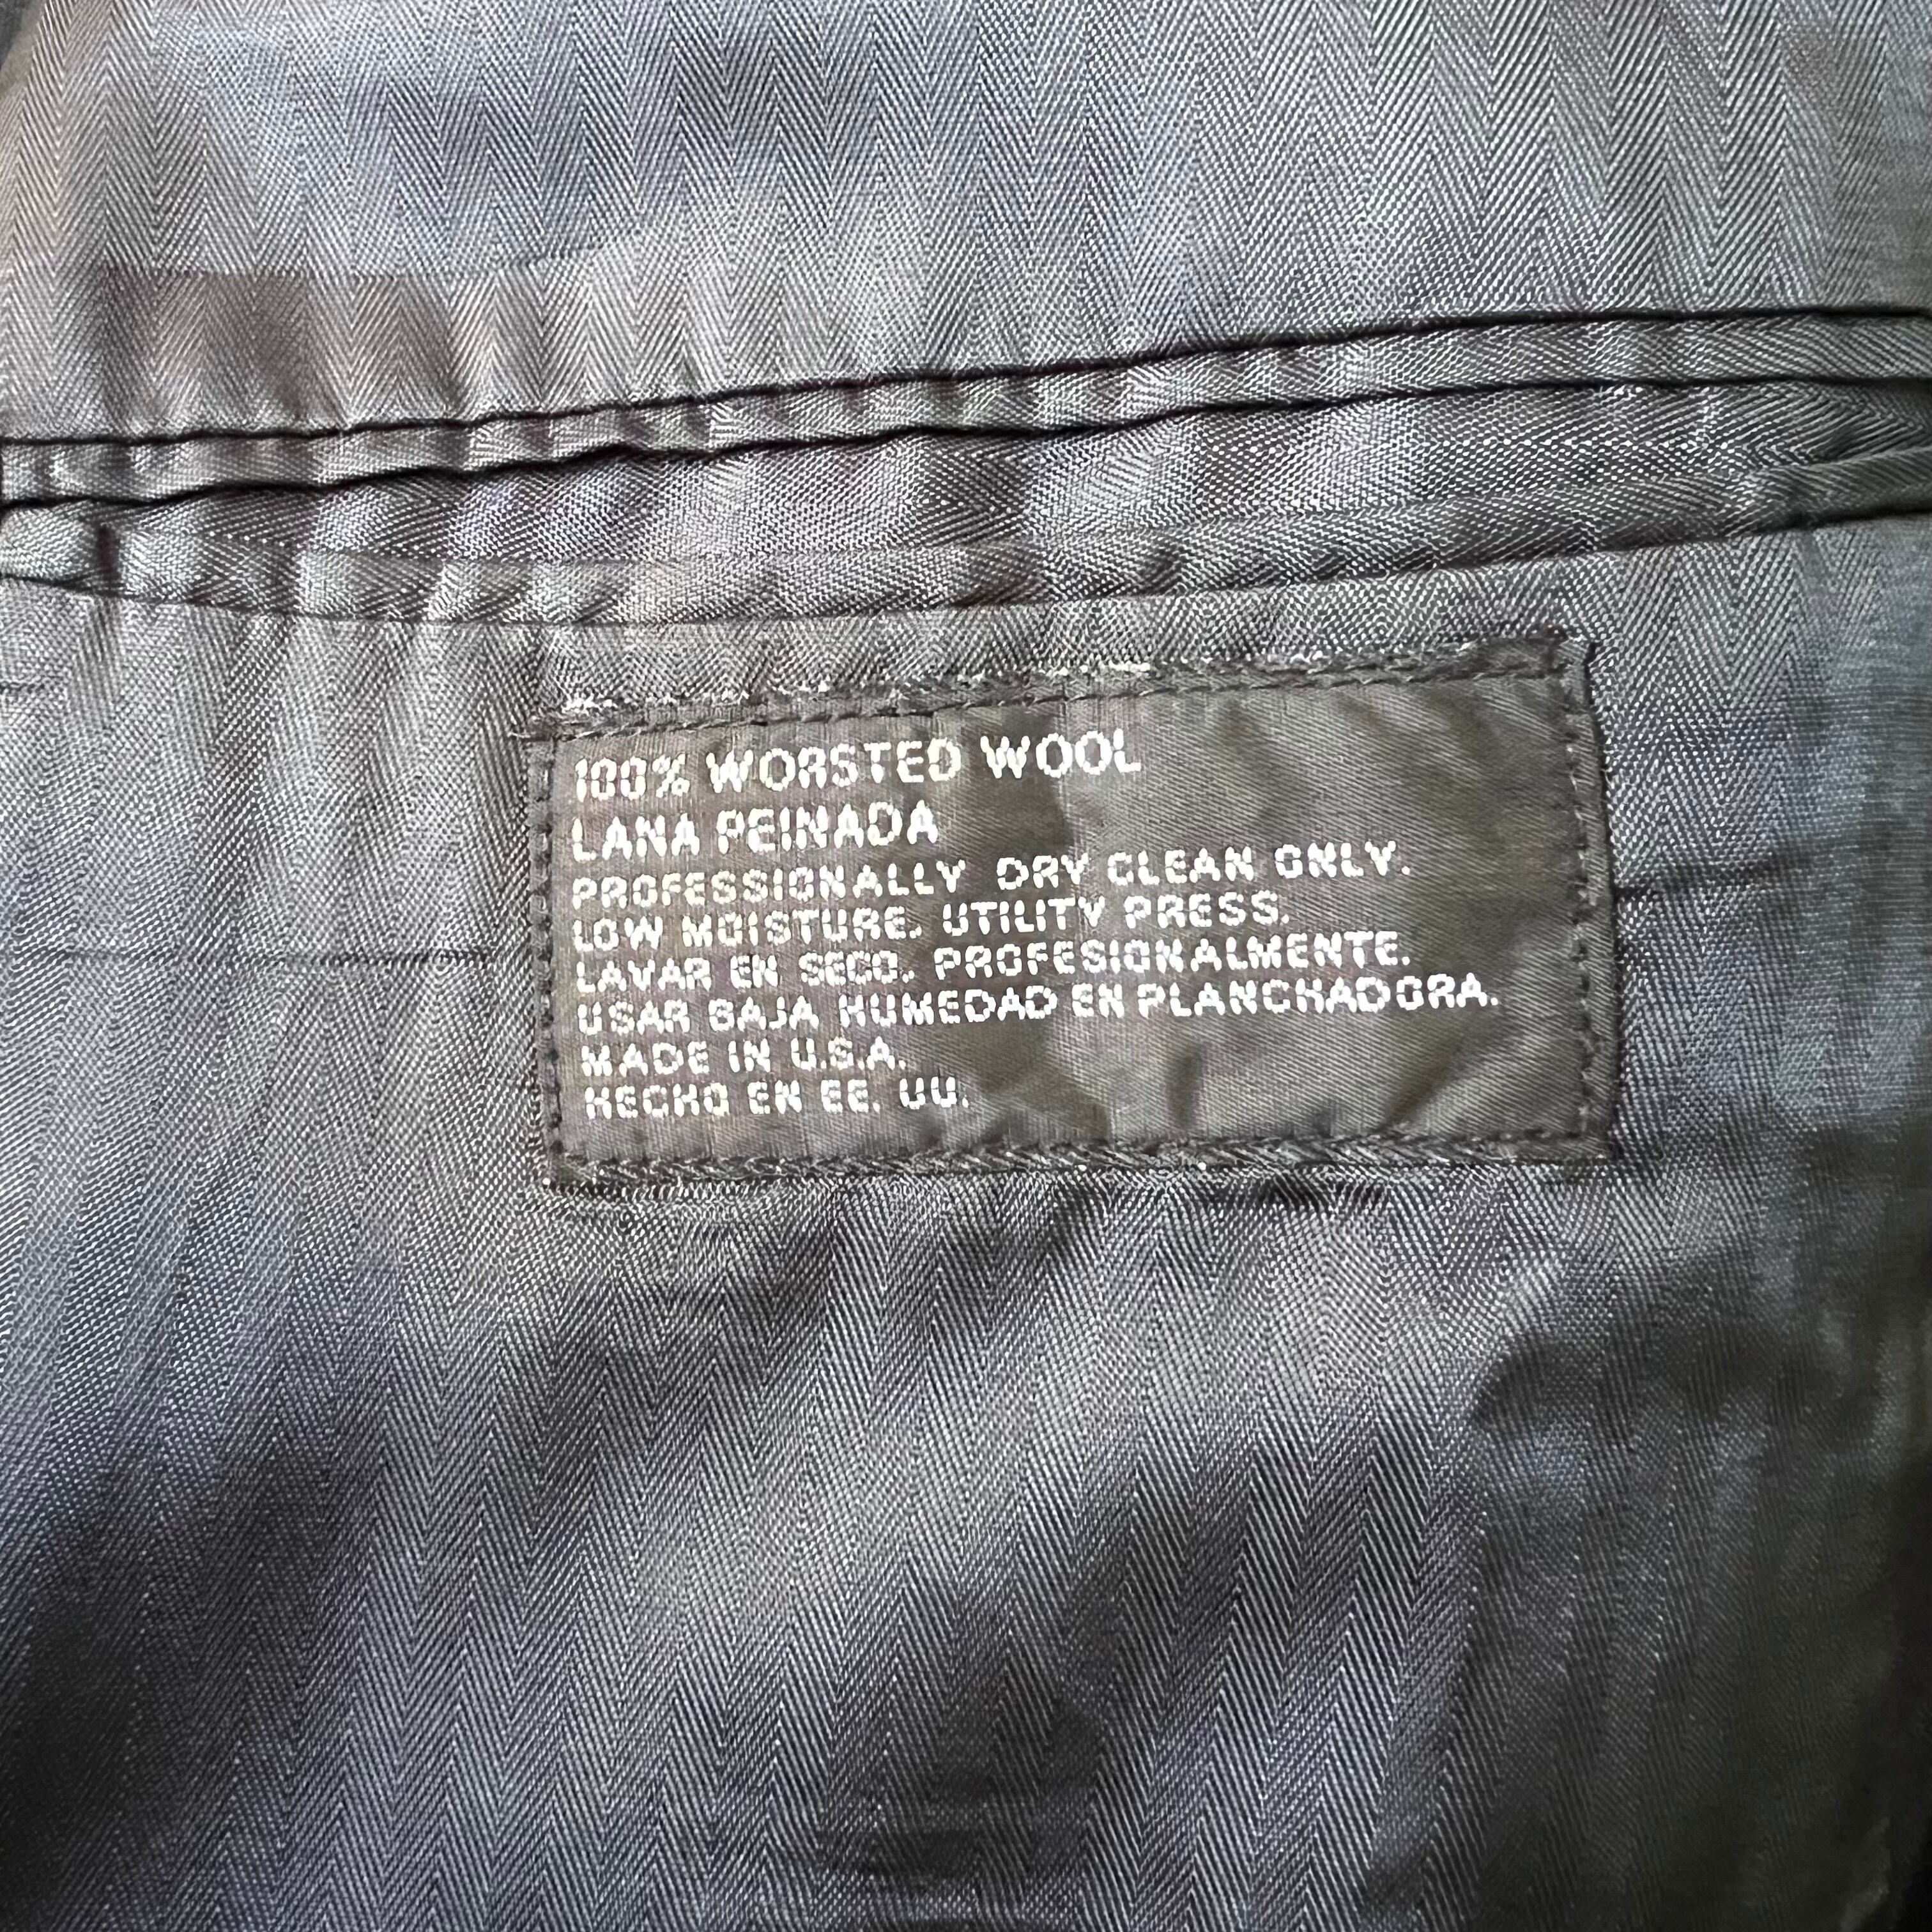 100% WORSTED WOOL
LANA PEINADA
PROFESSIONALLY DRY CLEAN ONLY.
LOW MOISTURE. UTILITY PRESS.
LAVAR EN SECO. PROFESIONALMENTE.
USAR BAJA HUMEDAD EN PLANCHADORA.
MADE IN U.S.A.
HECHO EN EE. UU.